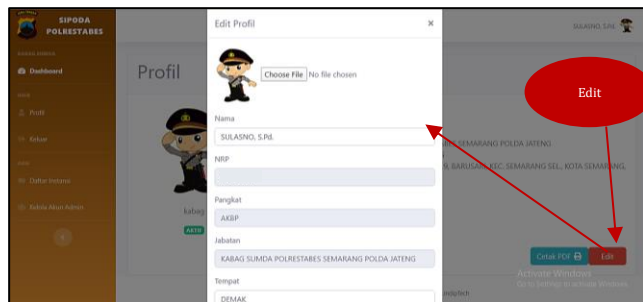 SIPODA
POLRESTABES
SULASNO, S.Pd.
Dashboard
Profil
Keluar
Daftar Instansi
Kelola Akun Admin
Profil
kabag
AKTIF
Edit Profil
×
Choose File No file chosen
Nama
SULASNO, S.Pd.
NRP
Pangkat
AKBP
Jabatan
KABAG SUMDA POLRESTABES SEMARANG POLDA JATENG
Tempat
DEMAK
SEMARANG POLDA JATENG
BARUSARI, KEC. SEMARANG SEL., KOTA SEMARANG,
Cetak PDF
Edit
Activate Windows
Go to Settings to activate Windows.
Edit